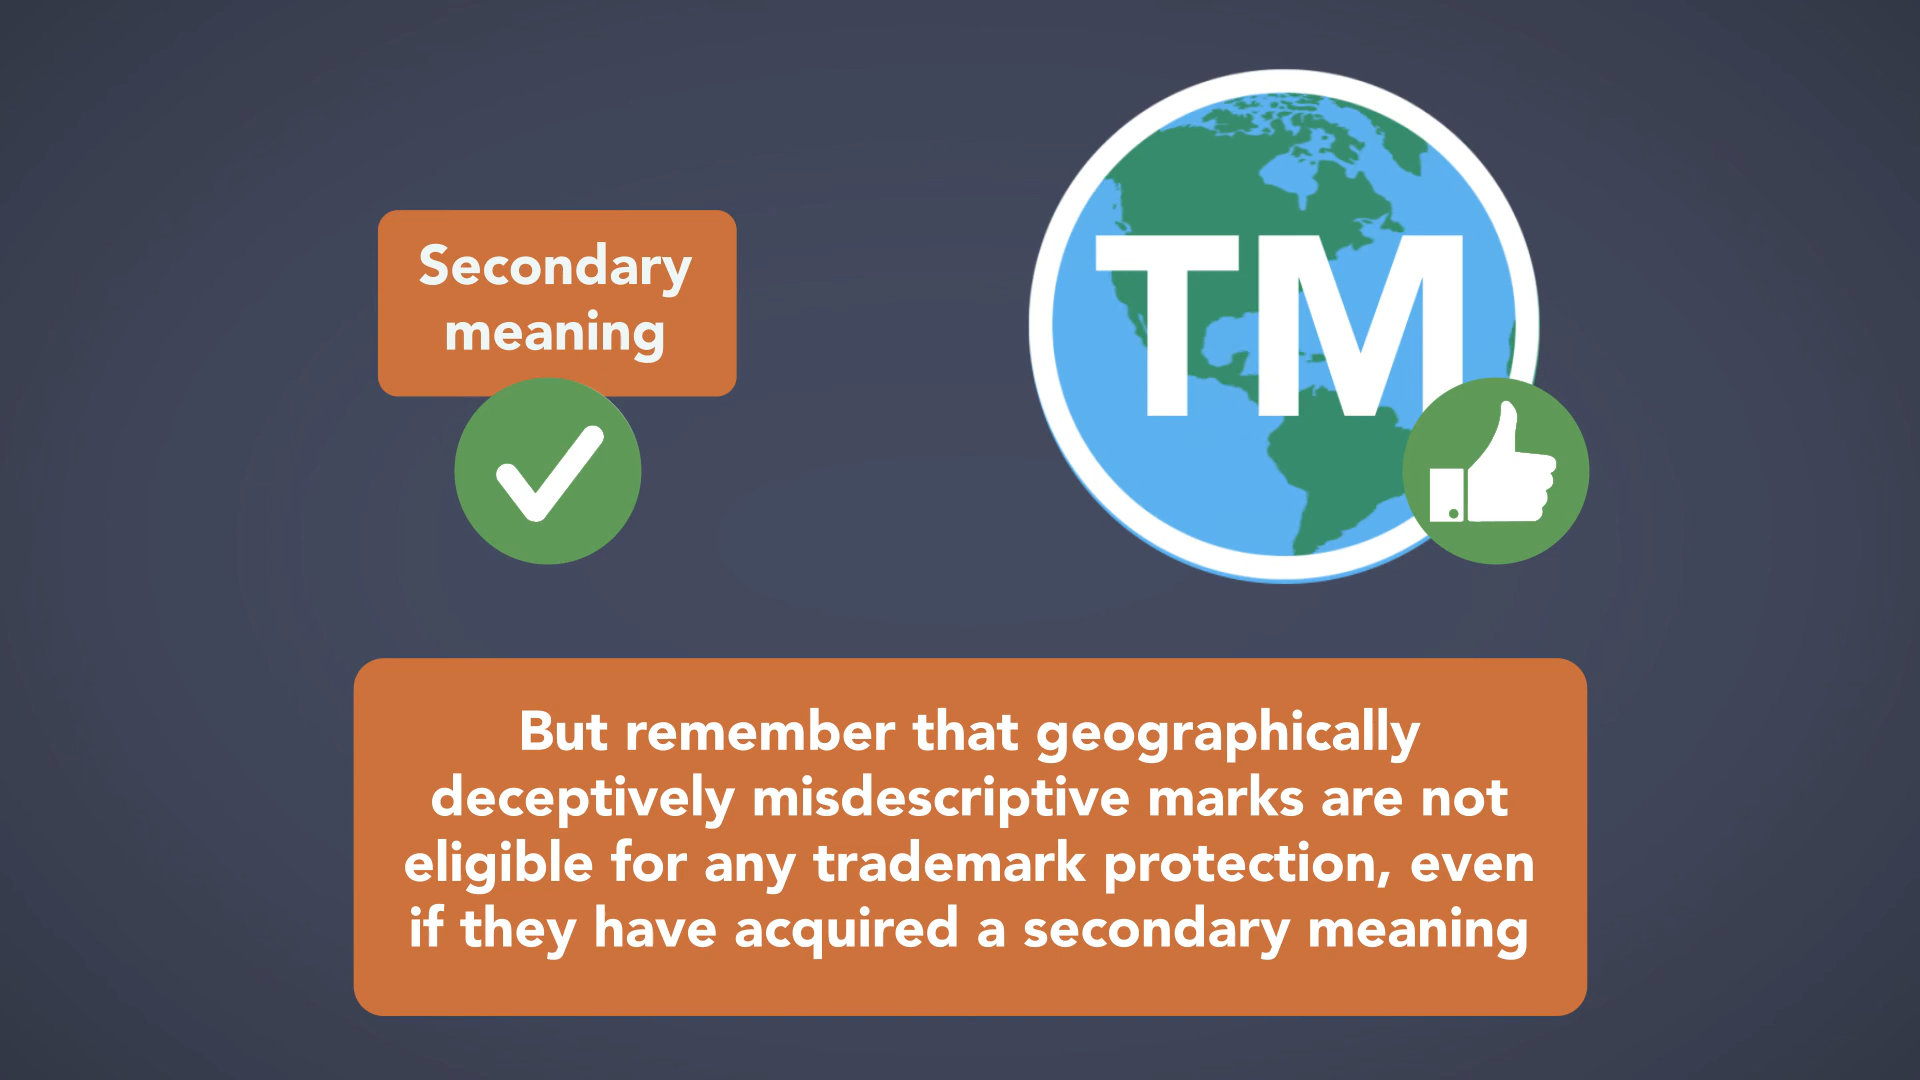 Secondary
meaning
TM
But remember that geographically
deceptively misdescriptive marks are not
eligible for any trademark protection, even
if they have acquired a secondary meaning